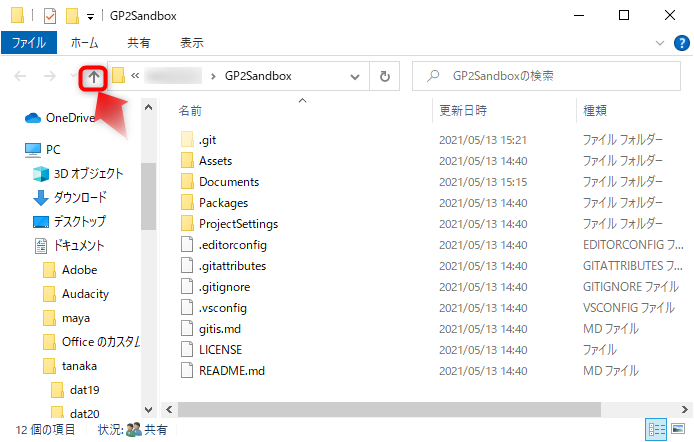 GP2Sandbox
ファイル ホーム 共有 表示
GP2Sandbox GP2Sandboxの検索
名前 更新日時 種類
OneDrive
PC
3D オブジェクト
ダウンロード
デスクトップ
ドキュメント
Adobe
Audacity
maya
Office のカスタム
tanaka
dat19
dat20
.git 2021/05/13 15:21 ファイル フォルダー
Assets 2021/05/13 14:40 ファイル フォルダー
Documents 2021/05/13 15:15 ファイル フォルダー
Packages 2021/05/13 14:40 ファイル フォルダー
ProjectSettings 2021/05/13 14:40 ファイル フォルダー
.editorconfig 2021/05/13 14:40 EDITORCONFIG フ...
.gitattributes 2021/05/13 14:40 GITATTRIBUTES フ...
.gitignore 2021/05/13 14:40 GITIGNORE ファイル
.vsconfig 2021/05/13 14:40 VSCONFIG ファイル
gitis.md 2021/05/13 14:40 MD ファイル
LICENSE 2021/05/13 14:40 ファイル
README.md 2021/05/13 14:40 MD ファイル
12 個の項目 状況: 共有